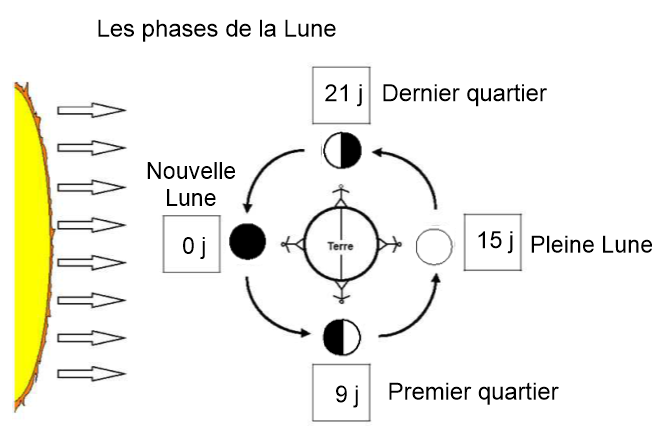 Les phases de la Lune
21 j
Dernier quartier
Nouvelle
Lune
0 j
Terre
15 j
Pleine Lune
9 j
Premier quartier